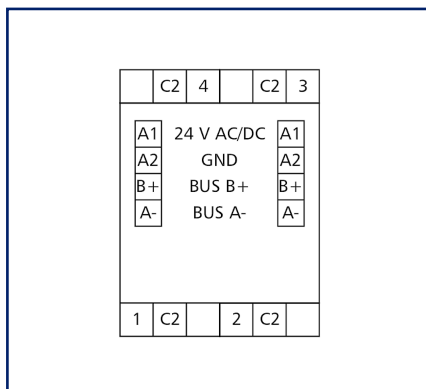 C2 4 C2 3
A1 24 V AC/DC A1
A2 GND A2
B+ BUS B+ B+
A- BUS A- A-
1 C2 2 C2